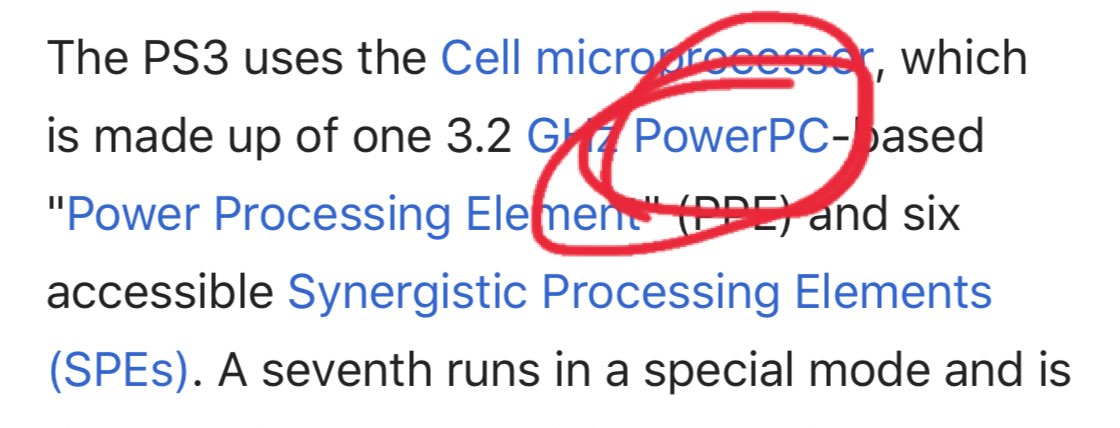 The PS3 uses the Cell microprocessor, which
is made up of one 3.2 GHz PowerPC-based
"Power Processing Element" (PPE) and six
accessible Synergistic Processing Elements
(SPEs). A seventh runs in a special mode and is